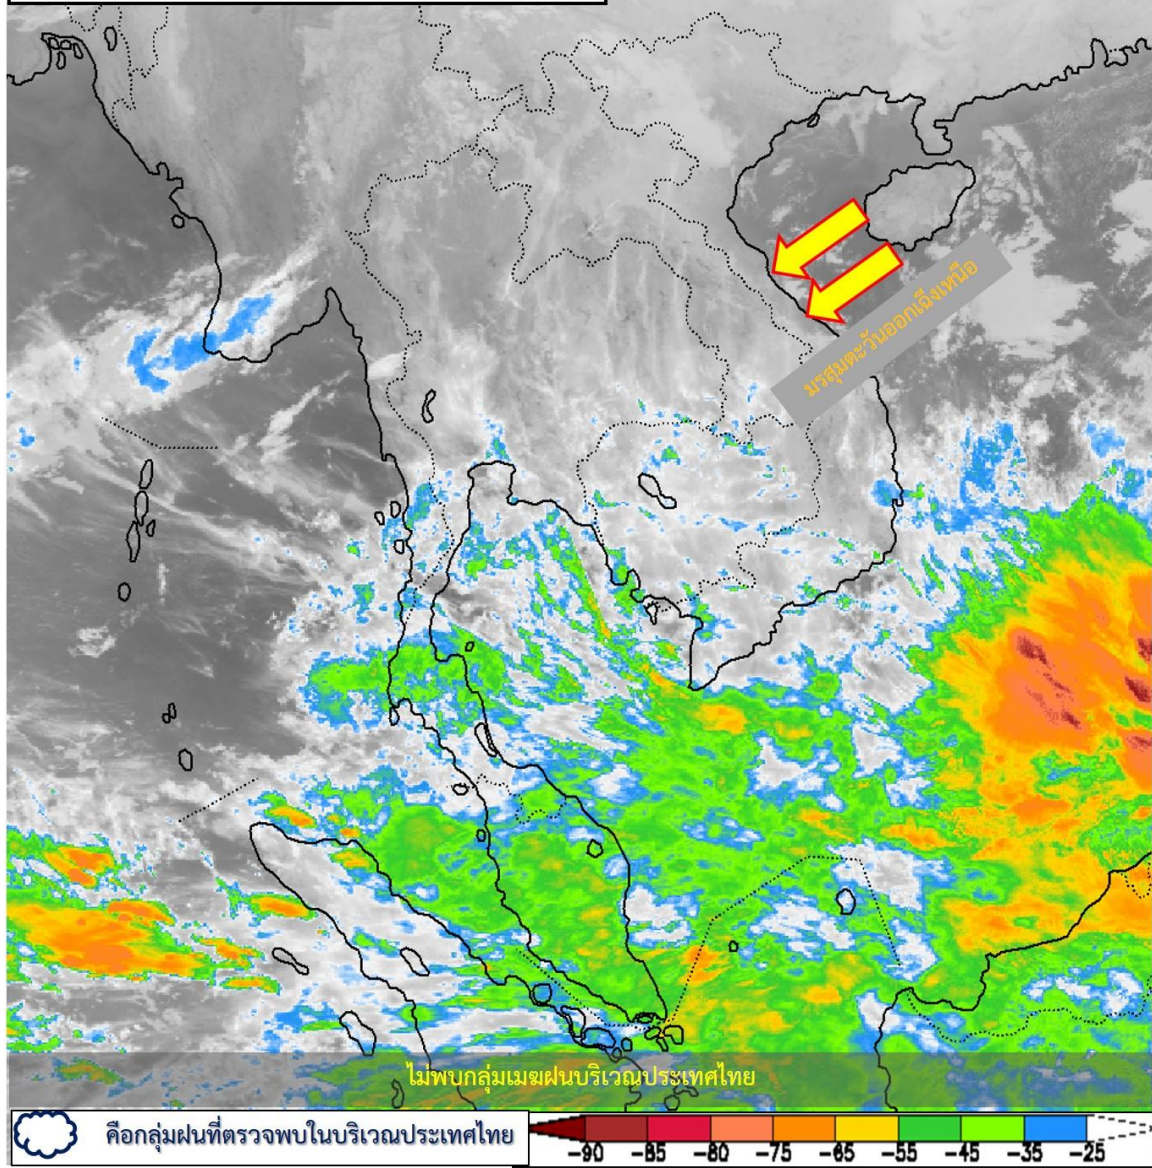 มรสุมตะวันออกเฉียงเหนือ
ไม่พบกลุ่มเมฆฝนบริเวณประเทศไทย
คือกลุ่มฝนที่ตรวจพบในบริเวณประเทศไทย
-90 -85 -80 -75 -65 -55 -45 -35 -25